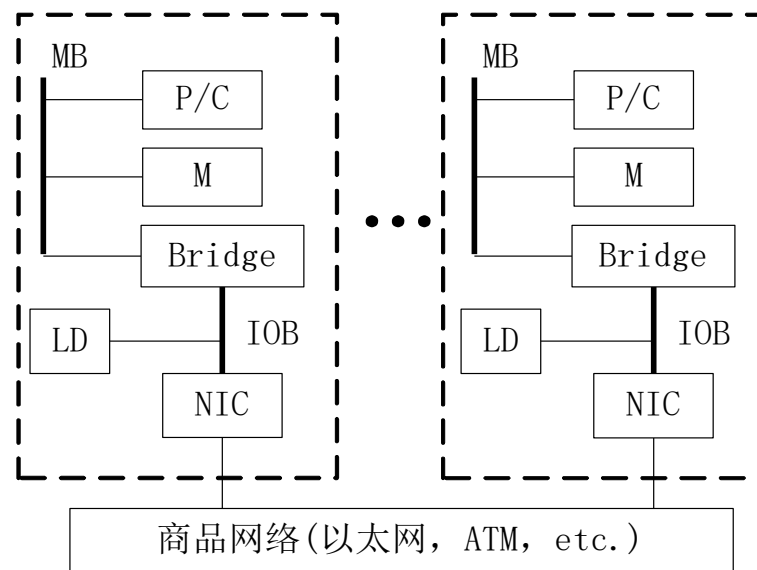 MB
P/C
M
Bridge
LD
IOB
NIC
MB
P/C
M
Bridge
LD
IOB
NIC
商品网络(以太网, ATM, etc.)